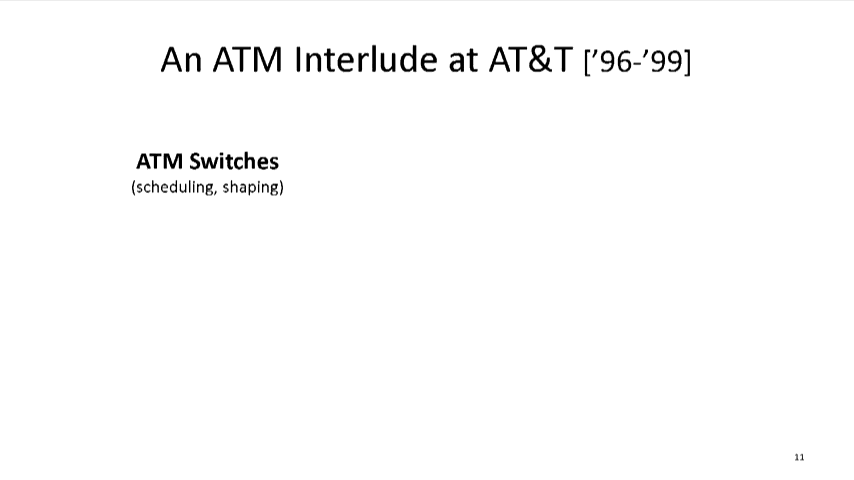 An ATM Interlude at AT&T [’96-’99]
ATM Switches
(scheduling, shaping)
11